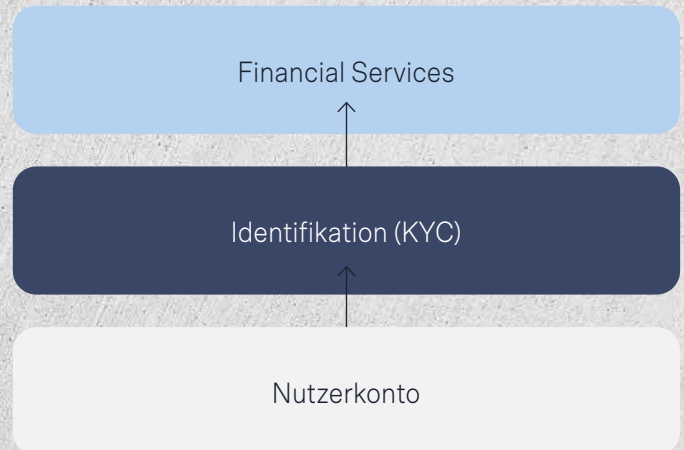 Financial Services
Identifikation (KYC)
Nutzerkonto